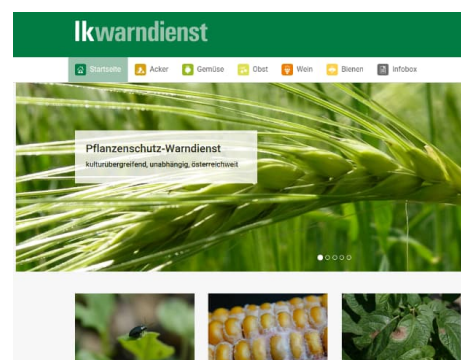 lkwarndienst
Startseite Acker Gemüse Obst Wein Bienen Infobox
Pflanzenschutz-Warndienst
kulturübergreifend, unabhängig, österreichweit